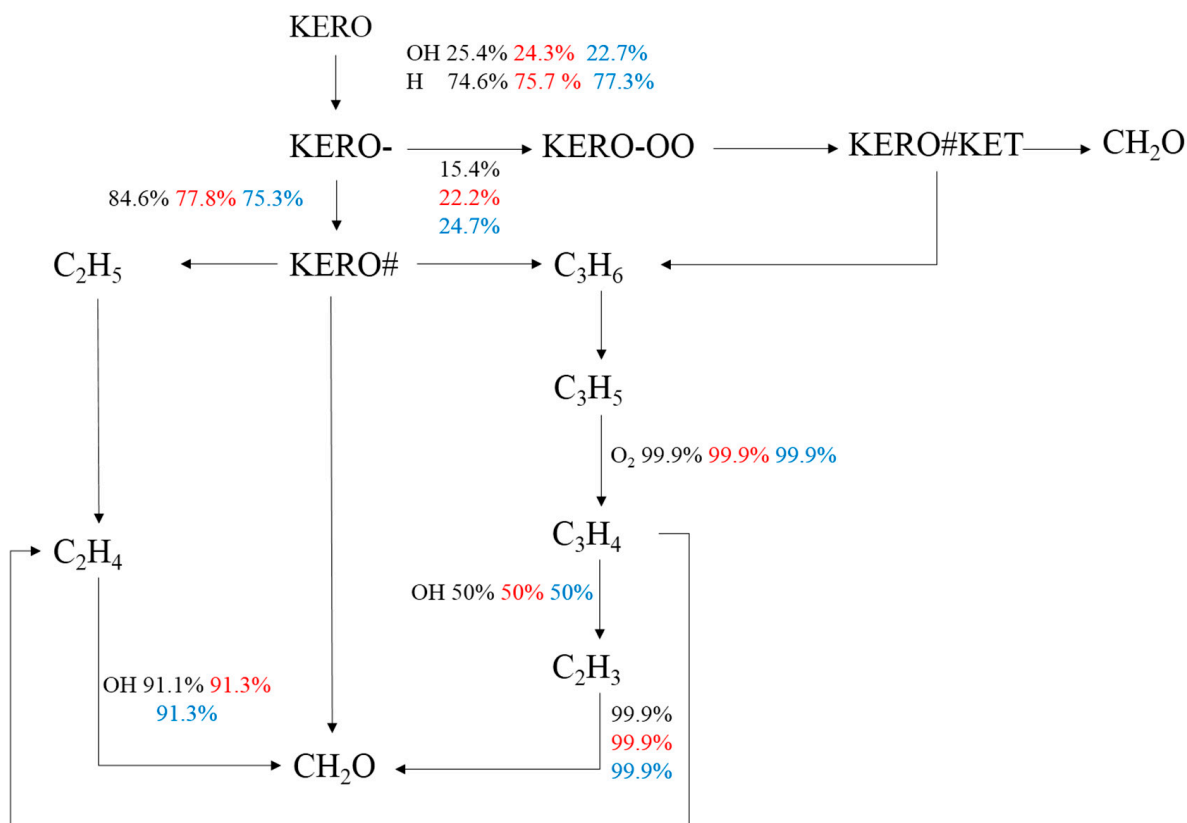 KERO
OH 25.4% 24.3% 22.7%
H 74.6% 75.7 % 77.3%
KERO-
KERO-OO
KERO#KET
CH₂O
15.4%
22.2%
24.7%
84.6% 77.8% 75.3%
C₂H₅
KERO#
C₃H₆
C₃H₅
O₂ 99.9% 99.9% 99.9%
C₂H₄
C₃H₄
OH 50% 50% 50%
C₂H₃
OH 91.1% 91.3%
91.3%
99.9%
99.9%
99.9%
CH₂O